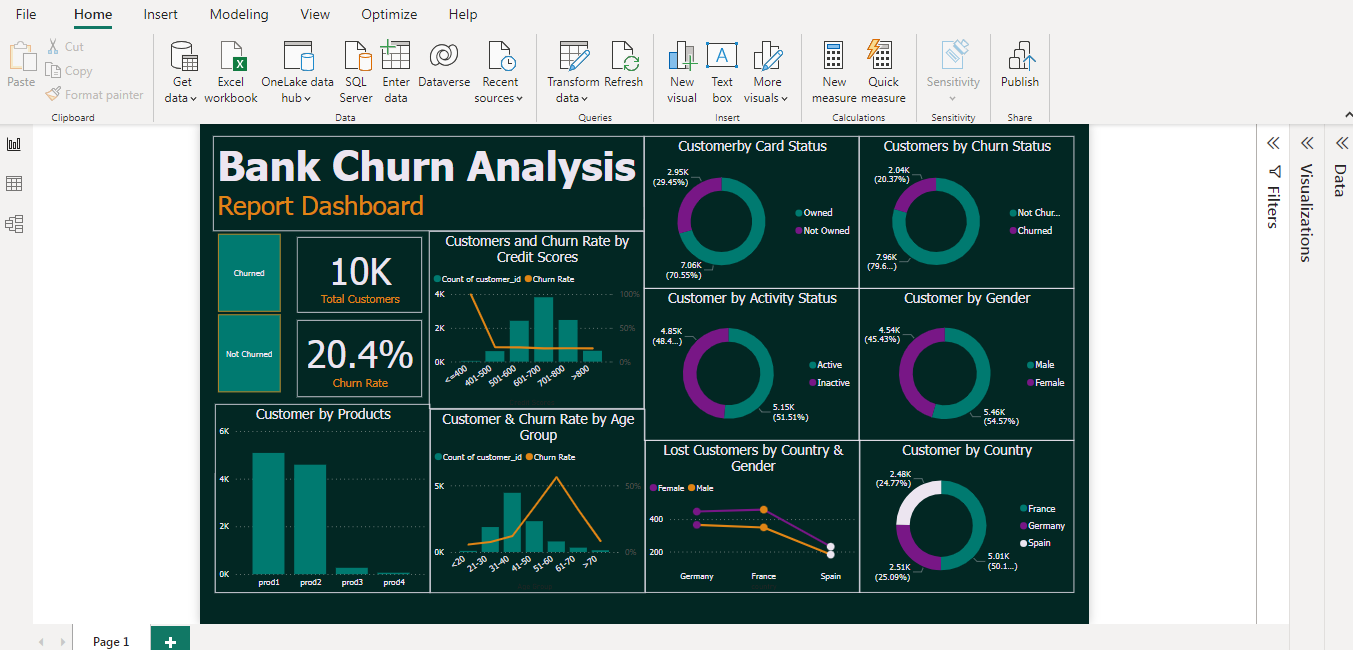 File Home Insert Modeling View Optimize Help
Paste
Cut
Copy
Format painter
Clipboard
Get data
Excel workbook
OneLake data hub
SQL Server
Enter data
Dataverse
Recent sources
Data
Transform data
Refresh
Queries
New visual
Text box
More visuals
Insert
New measure
Quick measure
Calculations
Sensitivity
Sensitivity
Publish
Share
Bank Churn Analysis
Report Dashboard
Churned
Not Churned
10K
Total Customers
20.4%
Churn Rate
Customers and Churn Rate by
Credit Scores
Count of customer_id Churn Rate
4K 100%
2K 50%
0K 0%
<=400 401-500 501-600 601-700 701-800 >800
Customerby Card Status
2.95K
(29.45%)
Owned
Not Owned
7.06K
(70.55%)
Customers by Churn Status
2.04K
(20.37%)
Not Chur...
Churned
7.96K
(79.6...)
Customer by Activity Status
4.85K
(48.4...)
Active
Inactive
5.15K
(51.51%)
Customer by Gender
4.54K
(45.43%)
Male
Female
5.46K
(54.57%)
Customer by Products
6K
4K
2K
0K
prod1 prod2 prod3 prod4
Customer & Churn Rate by Age
Group
Count of customer_id Churn Rate
5K 50%
0K 0%
<20 21-30 31-40 41-50 51-60 61-70 >70
Lost Customers by Country &
Gender
Female Male
400
200
Germany France Spain
Customer by Country
2.48K
(24.77%)
France
Germany
Spain
5.01K
(50.1...)
2.51K
(25.09%)
Filters
Visualizations
Data
Page 1
+